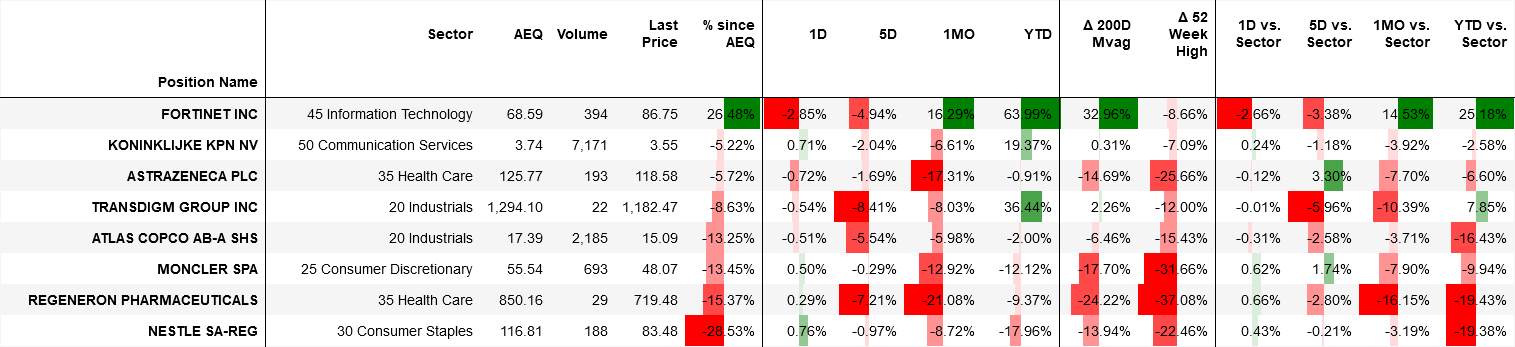 Position Name Sector AEQ Volume Last Price % since AEQ 1D 5D 1MO YTD Δ 200D Mvag Δ 52 Week High 1D vs. Sector 5D vs. Sector 1MO vs. Sector YTD vs. Sector
FORTINET INC 45 Information Technology 68.59 394 86.75 26.48% -2.85% -4.94% 16.29% 63.99% 32.96% -8.66% -2.66% -3.38% 14.53% 25.18%
KONINKLIJKE KPN NV 50 Communication Services 3.74 7,171 3.55 -5.22% 0.71% -2.04% -6.61% 19.37% 0.31% -7.09% 0.24% -1.18% -3.92% -2.58%
ASTRAZENECA PLC 35 Health Care 125.77 193 118.58 -5.72% -0.72% -1.69% -17.31% -0.91% -14.69% -25.66% -0.12% 3.30% -7.70% -6.60%
TRANSDIGM GROUP INC 20 Industrials 1,294.10 22 1,182.47 -8.63% -0.54% -8.41% -8.03% 36.44% 2.26% -12.00% -0.01% -5.96% -10.39% 7.85%
ATLAS COPCO AB-A SHS 20 Industrials 17.39 2,185 15.09 -13.25% -0.51% -5.54% -5.98% -2.00% -6.46% -15.43% -0.31% -2.58% -3.71% -16.43%
MONCLER SPA 25 Consumer Discretionary 55.54 693 48.07 -13.45% 0.50% -0.29% -12.92% -12.12% -17.70% -31.66% 0.62% 1.74% -7.90% -9.94%
REGENERON PHARMACEUTICALS 35 Health Care 850.16 29 719.48 -15.37% 0.29% -7.21% -21.08% -9.37% -24.22% -37.08% 0.66% -2.80% -16.15% -19.43%
NESTLE SA-REG 30 Consumer Staples 116.81 188 83.48 -28.53% 0.76% -0.97% -8.72% -17.96% -13.94% -22.46% 0.43% -0.21% -3.19% -19.38%